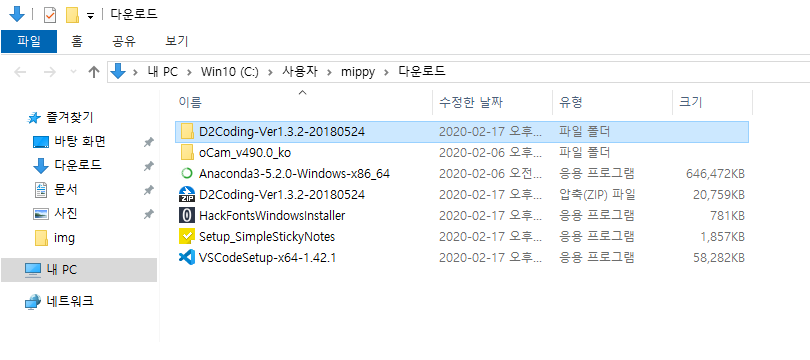 다운로드
파일 홈 공유 보기
내 PC > Win10 (C:) > 사용자 > mippy > 다운로드
이름 수정한 날짜 유형 크기
즐겨찾기
바탕 화면
다운로드
문서
사진
img
내 PC
네트워크
D2Coding-Ver1.3.2-20180524 2020-02-17 오후... 파일 폴더
oCam_v490.0_ko 2020-02-06 오후... 파일 폴더
Anaconda3-5.2.0-Windows-x86_64 2020-02-06 오전... 응용 프로그램 646,472KB
D2Coding-Ver1.3.2-20180524 2020-02-17 오후... 압축(ZIP) 파일 20,759KB
HackFontsWindowsInstaller 2020-02-17 오후... 응용 프로그램 781KB
Setup_SimpleStickyNotes 2020-02-17 오후... 응용 프로그램 1,857KB
VSCodeSetup-x64-1.42.1 2020-02-17 오후... 응용 프로그램 58,282KB